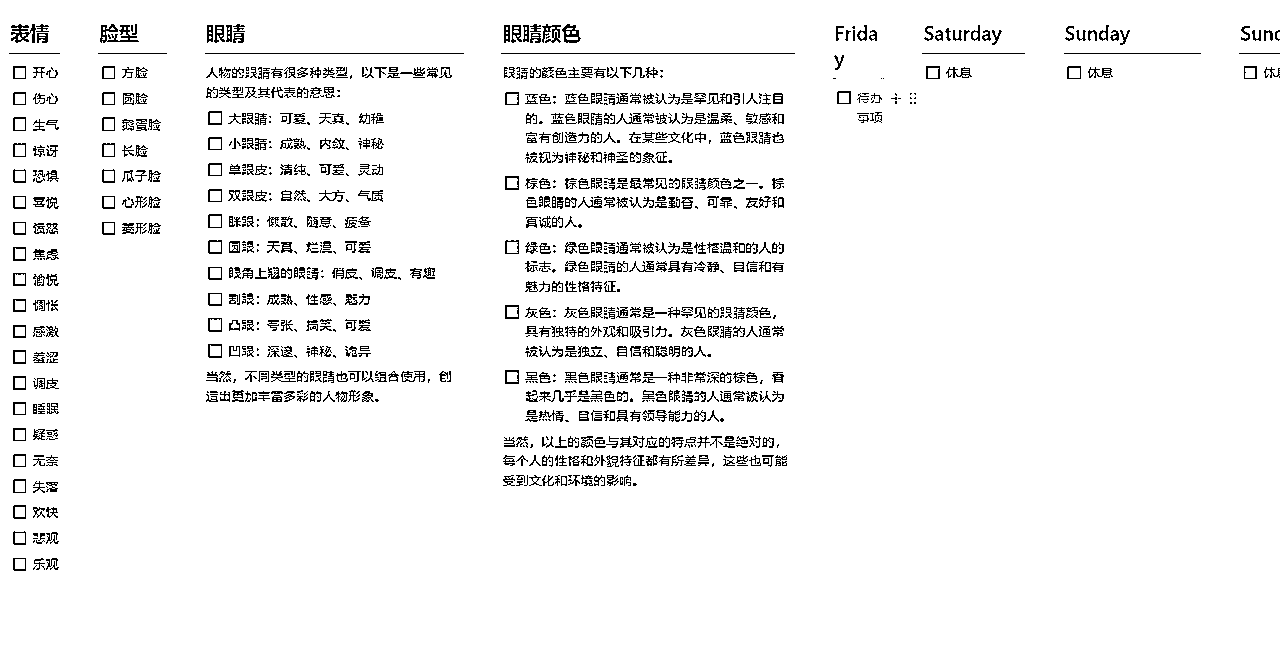 表情
开心
伤心
生气
惊讶
恐惧
喜悦
愤怒
焦虑
愉悦
惆怅
感激
羞涩
调皮
睡眠
疑惑
无奈
失落
欢快
悲观
乐观
脸型
方脸
圆脸
鹅蛋脸
长脸
瓜子脸
心形脸
菱形脸
眼睛
人物的眼睛有很多种类型，以下是一些常见
的类型及其代表的意思：
大眼睛：可爱、天真、幼稚
小眼睛：成熟、内敛、神秘
单眼皮：清纯、可爱、灵动
双眼皮：自然、大方、气质
眯眼：慵懒、随意、疲惫
圆眼：天真、烂漫、可爱
眼角上翘的眼睛：俏皮、调皮、有趣
割眼：成熟、性感、魅力
凸眼：夸张、搞笑、可爱
凹眼：深邃、神秘、诡异
当然，不同类型的眼睛也可以组合使用，创
造出更加丰富多彩的人物形象。
眼睛颜色
眼睛的颜色主要有以下几种：
蓝色：蓝色眼睛通常被认为是罕见和引人注目
的。蓝色眼睛的人通常被认为是温柔、敏感和
富有创造力的人。在某些文化中，蓝色眼睛也
被视为神秘和神圣的象征。
棕色：棕色眼睛是最常见的眼睛颜色之一。棕
色眼睛的人通常被认为是勤奋、可靠、友好和
真诚的人。
绿色：绿色眼睛通常被认为是性格温和的人的
标志。绿色眼睛的人通常具有冷静、自信和有
魅力的性格特征。
灰色：灰色眼睛通常是一种罕见的眼睛颜色，
具有独特的外观和吸引力。灰色眼睛的人通常
被认为是独立、自信和聪明的人。
黑色：黑色眼睛通常是一种非常深的棕色，看
起来几乎是黑色的。黑色眼睛的人通常被认为
是热情、自信和具有领导能力的人。
当然，以上的颜色与其对应的特点并不是绝对的，
每个人的性格和外貌特征都有所差异，这些也可能
受到文化和环境的影响。
Frida
y
待办
事项
Saturday
休息
Sunday
休息
Sund
休息